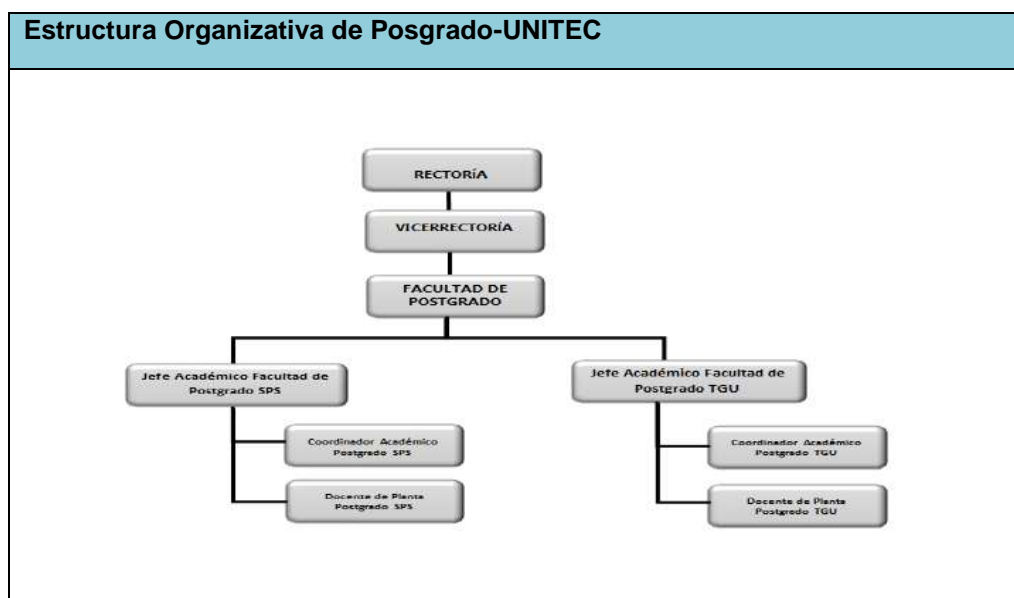 Estructura Organizativa de Posgrado-UNITEC
RECTORÍA
VICERRECTORÍA
FACULTAD DE
POSTGRADO
Jefe Académico Facultad de
Postgrado SPS
Jefe Académico Facultad de
Postgrado TGU
Coordinador Académico
Postgrado SPS
Coordinador Académico
Postgrado TGU
Docente de Planta
Postgrado SPS
Docente de Planta
Postgrado TGU